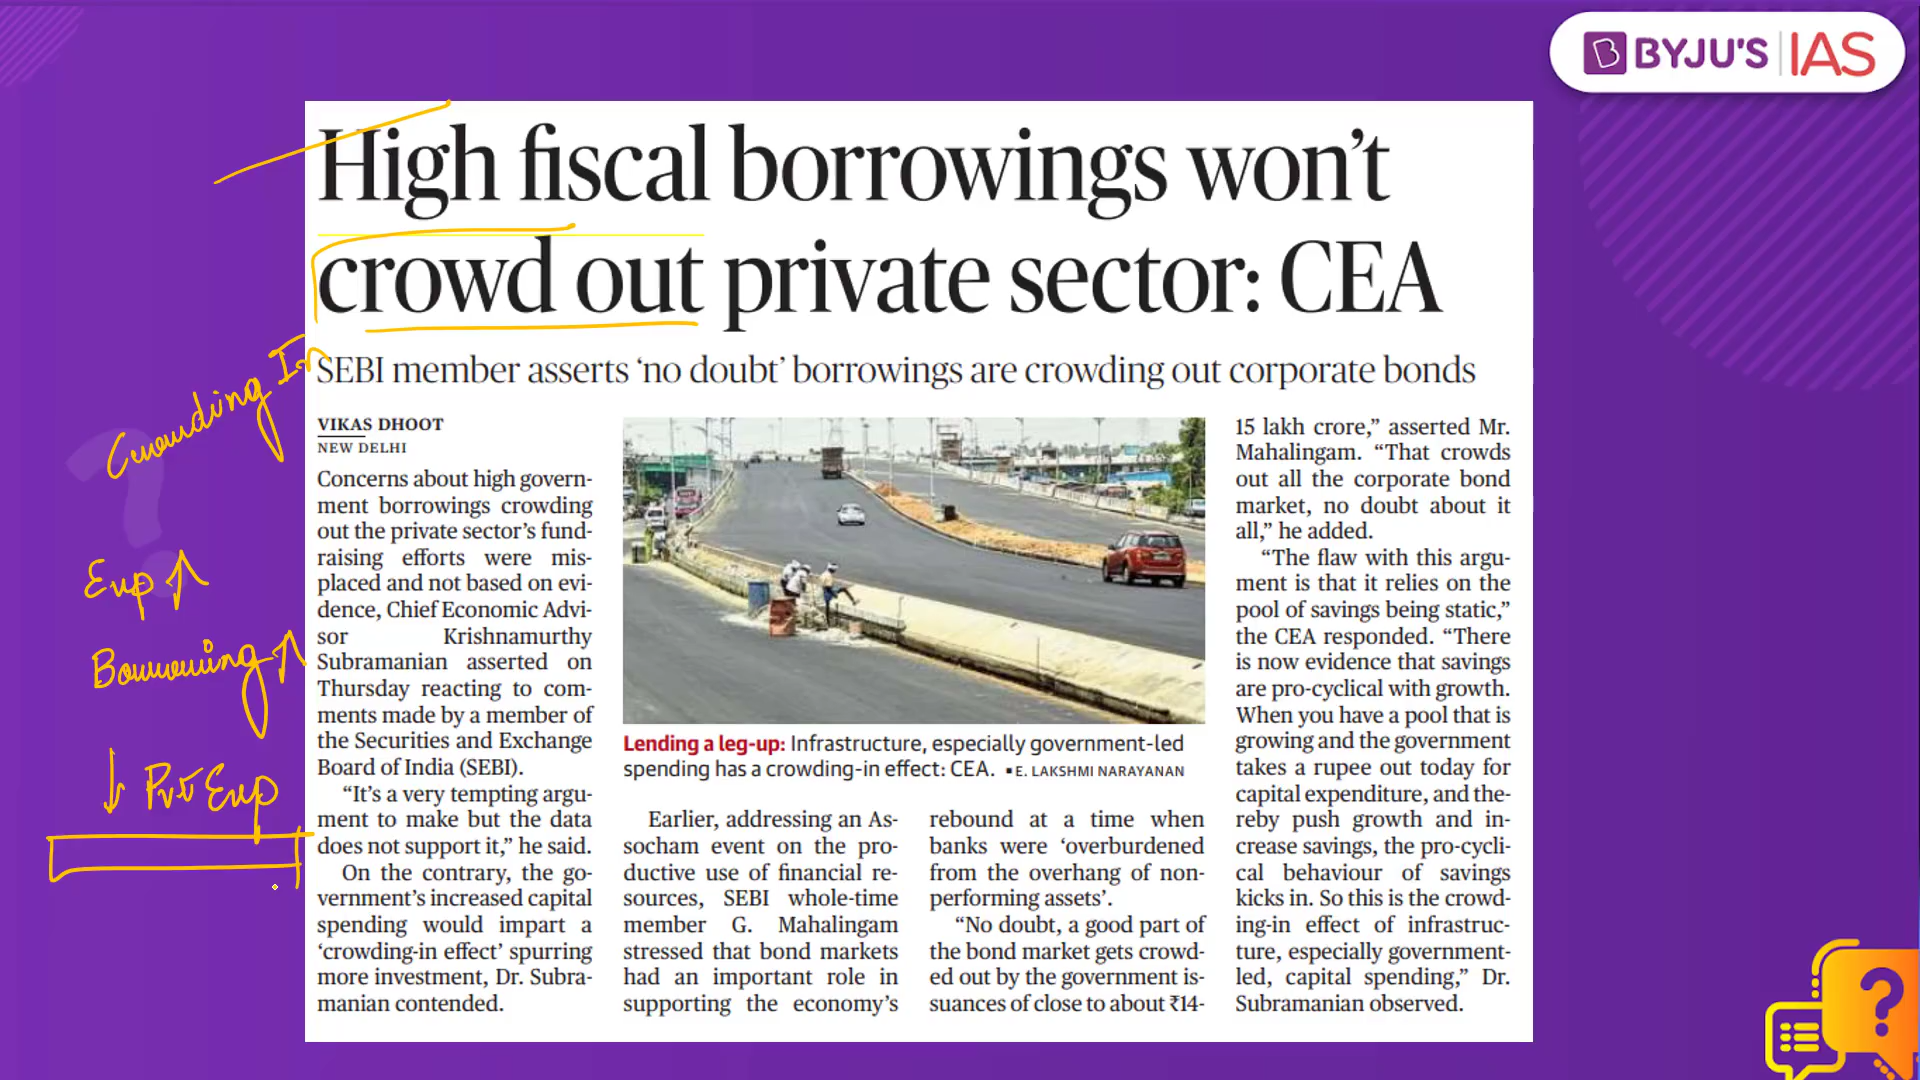 BYJU'S IAS
High fiscal borrowings won't
crowd out private sector: CEA
SEBI member asserts 'no doubt' borrowings are crowding out corporate bonds
Crowding In
Exp ↑
Borrowing ↑
↓ Pvt Exp
VIKAS DHOOT
NEW DELHI
Concerns about high govern-
ment borrowings crowding
out the private sector's fund-
raising efforts were mis-
placed and not based on evi-
dence, Chief Economic Advi-
sor Krishnamurthy
Subramanian asserted on
Thursday reacting to com-
ments made by a member of
the Securities and Exchange
Board of India (SEBI).
"It's a very tempting argu-
ment to make but the data
does not support it," he said.
On the contrary, the go-
vernment's increased capital
spending would impart a
'crowding-in effect' spurring
more investment, Dr. Subra-
manian contended.
Lending a leg-up: Infrastructure, especially government-led
spending has a crowding-in effect: CEA. ▪ E. LAKSHMI NARAYANAN
Earlier, addressing an As-
socham event on the pro-
ductive use of financial re-
sources, SEBI whole-time
member G. Mahalingam
stressed that bond markets
had an important role in
supporting the economy's
rebound at a time when
banks were 'overburdened
from the overhang of non-
performing assets'.
"No doubt, a good part of
the bond market gets crowd-
ed out by the government is-
suances of close to about ₹14-
15 lakh crore," asserted Mr.
Mahalingam. "That crowds
out all the corporate bond
market, no doubt about it
all," he added.
"The flaw with this argu-
ment is that it relies on the
pool of savings being static,"
the CEA responded. "There
is now evidence that savings
are pro-cyclical with growth.
When you have a pool that is
growing and the government
takes a rupee out today for
capital expenditure, and the-
reby push growth and in-
crease savings, the pro-cycli-
cal behaviour of savings
kicks in. So this is the crowd-
ing-in effect of infrastruc-
ture, especially government-
led, capital spending," Dr.
Subramanian observed.